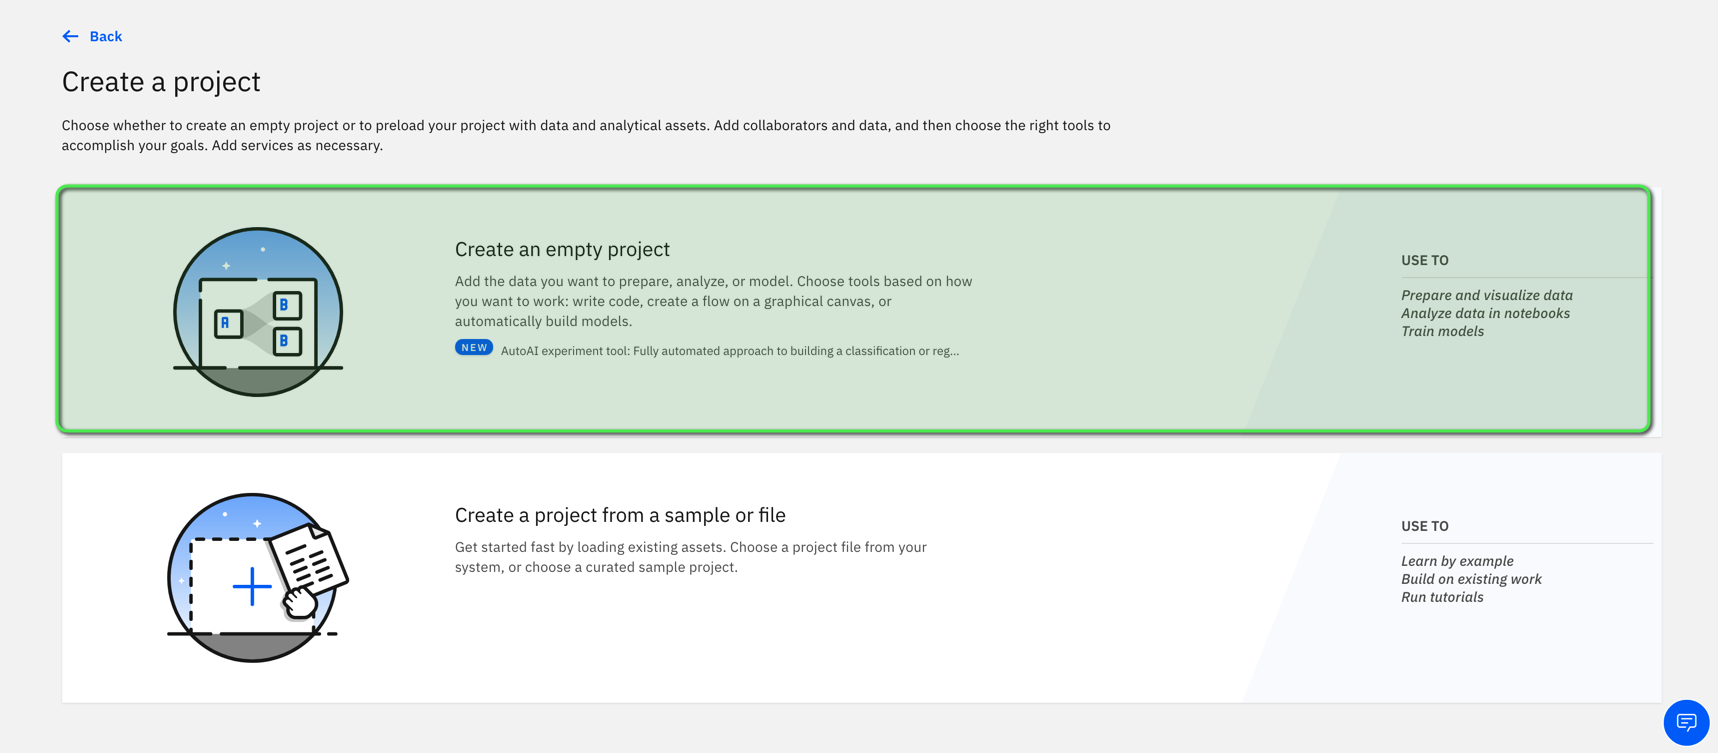 Back
Create a project
Choose whether to create an empty project or to preload your project with data and analytical assets. Add collaborators and data, and then choose the right tools to
accomplish your goals. Add services as necessary.
A
B
B
Create an empty project
Add the data you want to prepare, analyze, or model. Choose tools based on how
you want to work: write code, create a flow on a graphical canvas, or
automatically build models.
NEW AutoAI experiment tool: Fully automated approach to building a classification or reg...
USE TO
Prepare and visualize data
Analyze data in notebooks
Train models
Create a project from a sample or file
Get started fast by loading existing assets. Choose a project file from your
system, or choose a curated sample project.
USE TO
Learn by example
Build on existing work
Run tutorials